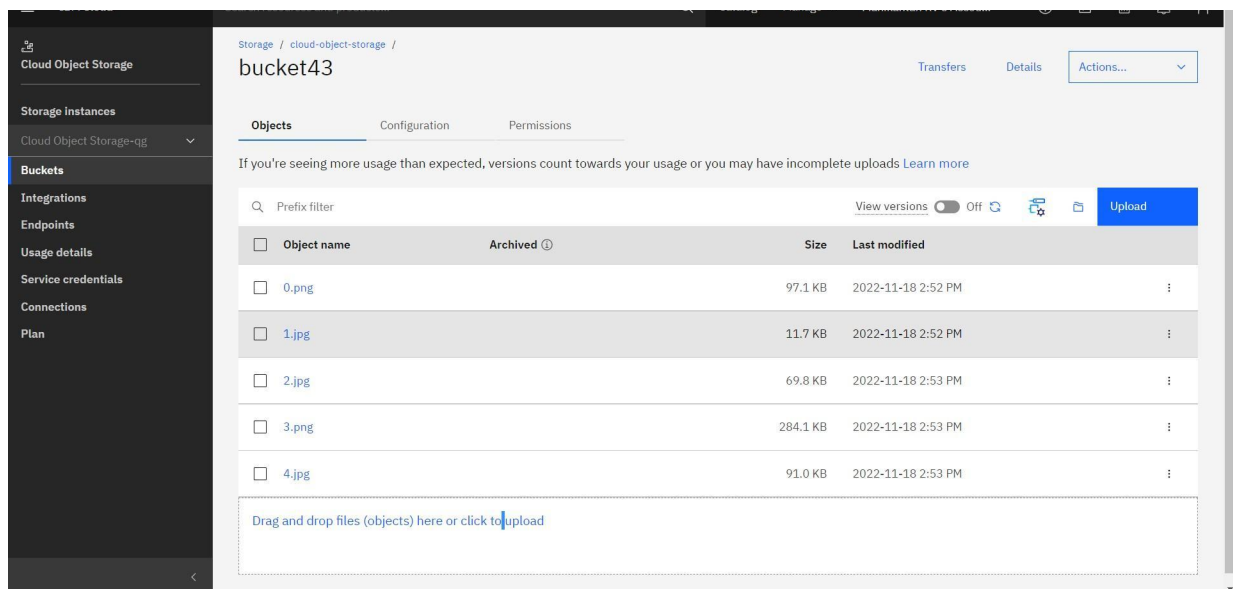 Cloud Object Storage
Storage instances
Cloud Object Storage-qg
Buckets
Integrations
Endpoints
Usage details
Service credentials
Connections
Plan
Storage / cloud-object-storage /
bucket43
Transfers Details Actions...
Objects Configuration Permissions
If you're seeing more usage than expected, versions count towards your usage or you may have incomplete uploads Learn more
Prefix filter View versions Off Upload
Object name Archived Size Last modified
0.png 97.1 KB 2022-11-18 2:52 PM
1.jpg 11.7 KB 2022-11-18 2:52 PM
2.jpg 69.8 KB 2022-11-18 2:53 PM
3.png 284.1 KB 2022-11-18 2:53 PM
4.jpg 91.0 KB 2022-11-18 2:53 PM
Drag and drop files (objects) here or click to upload